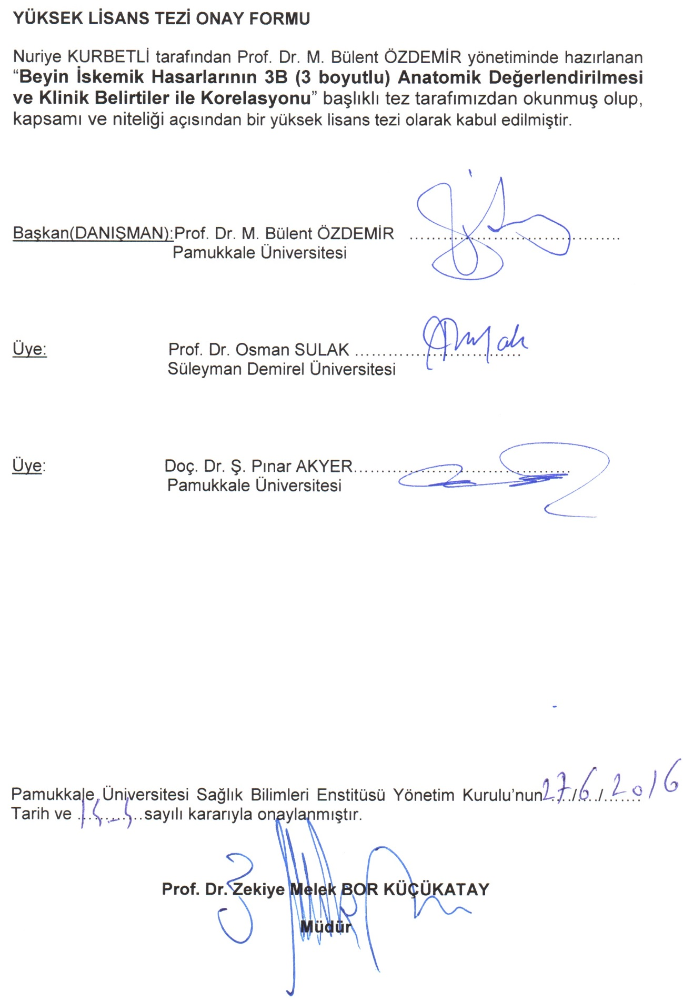 YÜKSEK LİSANS TEZİ ONAY FORMU
Nuriye KURBETLİ tarafından Prof. Dr. M. Bülent ÖZDEMİR yönetiminde hazırlanan
“Beyin İskemik Hasarlarının 3B (3 boyutlu) Anatomik Değerlendirilmesi
ve Klinik Belirtiler ile Korelasyonu” başlıklı tez tarafımızdan okunmuş olup,
kapsamı ve niteliği açısından bir yüksek lisans tezi olarak kabul edilmiştir.
Başkan(DANIŞMAN):Prof. Dr. M. Bülent ÖZDEMİR
Pamukkale Üniversitesi
Üye: Prof. Dr. Osman SULAK
Süleyman Demirel Üniversitesi
Üye: Doç. Dr. Ş. Pınar AKYER
Pamukkale Üniversitesi
Pamukkale Üniversitesi Sağlık Bilimleri Enstitüsü Yönetim Kurulu’nun 27/6/2016
Tarih ve sayılı kararıyla onaylanmıştır.
Prof. Dr. Zekiye Melek BOR KÜÇÜKATAY
Müdür